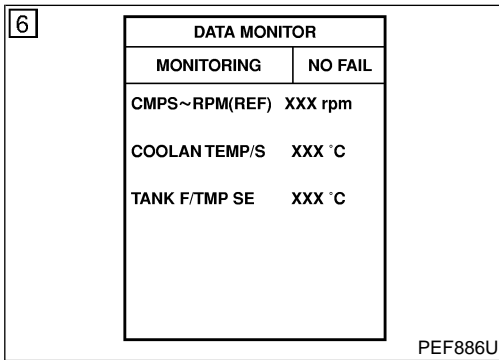 6
DATA MONITOR
MONITORING NO FAIL
CMPS~RPM(REF) XXX rpm
COOLAN TEMP/S XXX °C
TANK F/TMP SE XXX °C
PEF886U